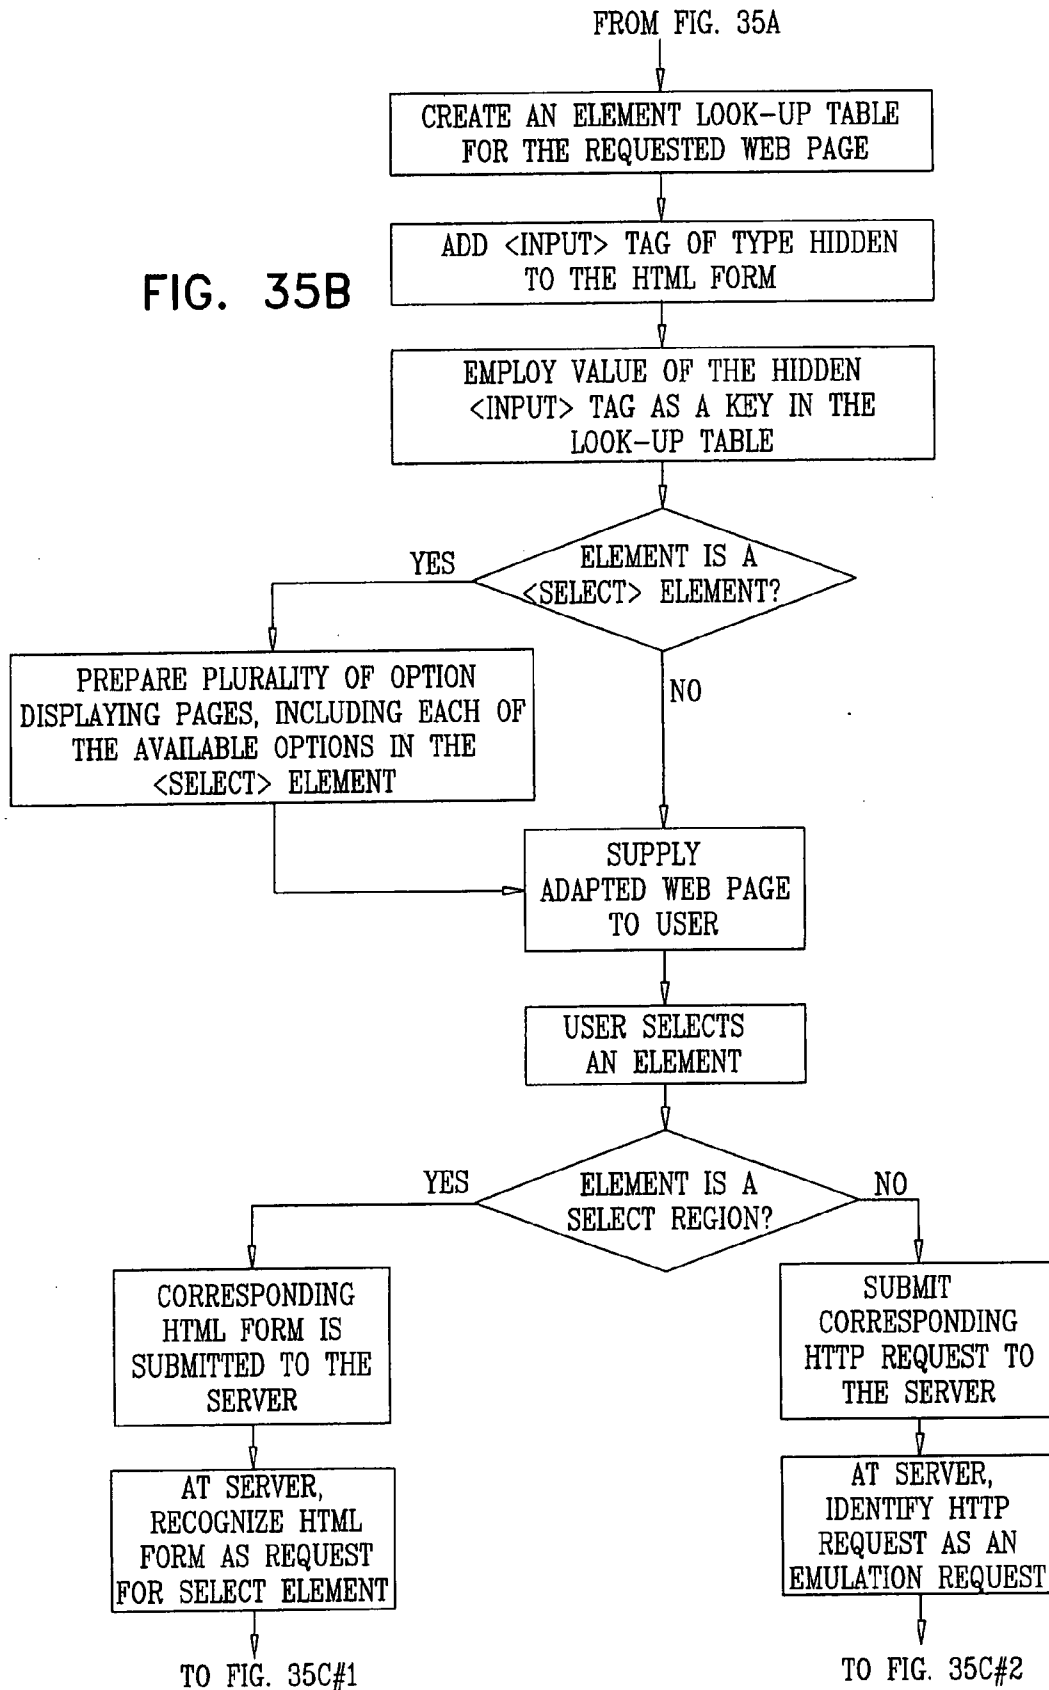 FROM FIG. 35A
CREATE AN ELEMENT LOOK-UP TABLE
FOR THE REQUESTED WEB PAGE
ADD <INPUT> TAG OF TYPE HIDDEN
TO THE HTML FORM
FIG. 35B
EMPLOY VALUE OF THE HIDDEN
<INPUT> TAG AS A KEY IN THE
LOOK-UP TABLE
ELEMENT IS A
<SELECT> ELEMENT?
YES
NO
PREPARE PLURALITY OF OPTION
DISPLAYING PAGES, INCLUDING EACH OF
THE AVAILABLE OPTIONS IN THE
<SELECT> ELEMENT
SUPPLY
ADAPTED WEB PAGE
TO USER
USER SELECTS
AN ELEMENT
ELEMENT IS A
SELECT REGION?
YES
NO
CORRESPONDING
HTML FORM IS
SUBMITTED TO THE
SERVER
SUBMIT
CORRESPONDING
HTTP REQUEST TO
THE SERVER
AT SERVER,
RECOGNIZE HTML
FORM AS REQUEST
FOR SELECT ELEMENT
AT SERVER,
IDENTIFY HTTP
REQUEST AS AN
EMULATION REQUEST
TO FIG. 35C#1
TO FIG. 35C#2